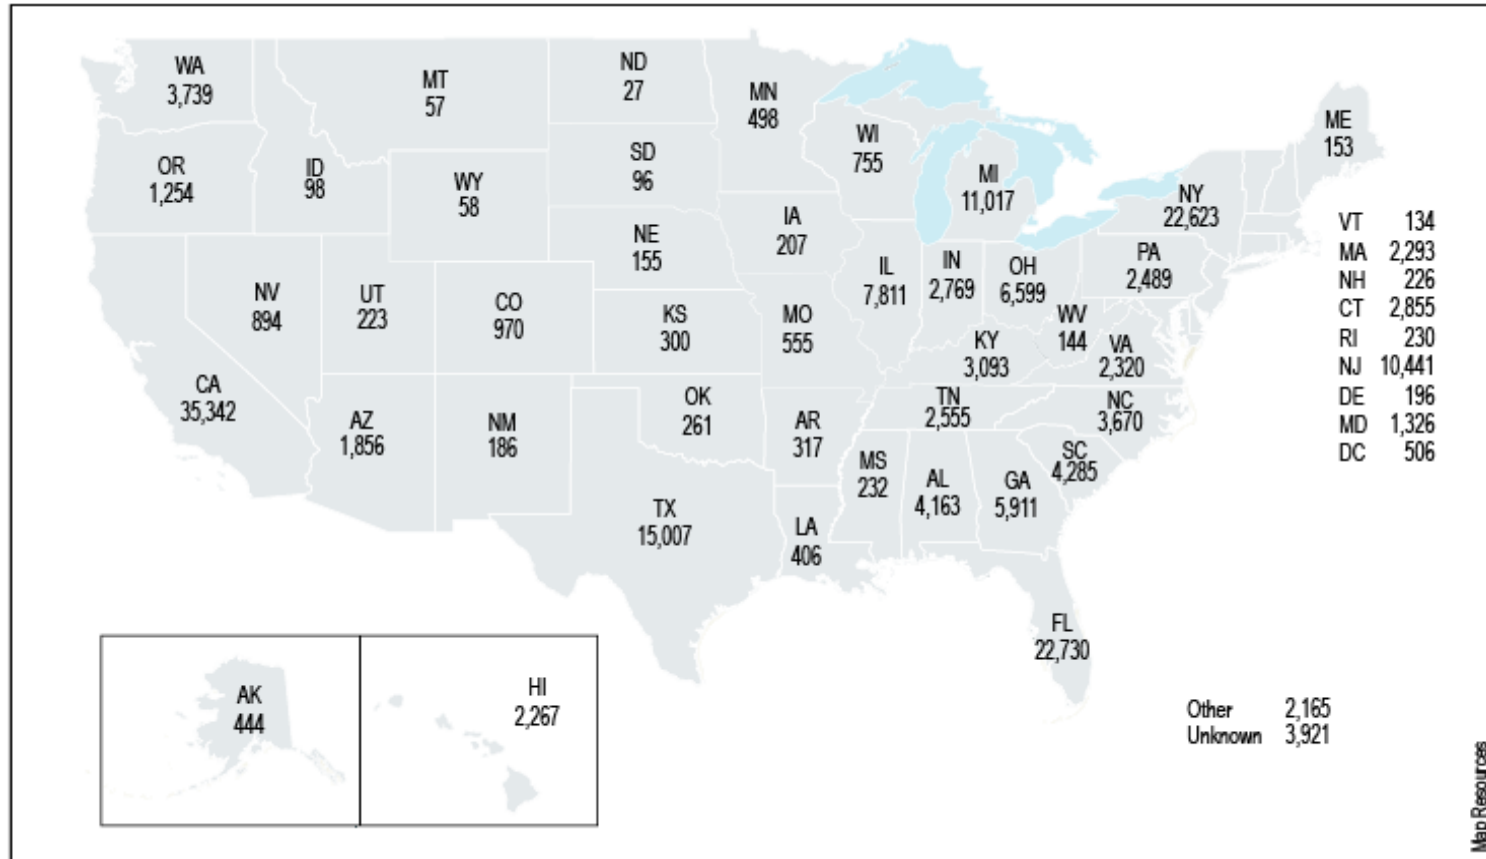 WA
3,739
MT
57
ND
27
MN
498
OR
1,254
ID
98
WY
58
SD
96
WI
755
MI
11,017
NY
22,623
ME
153
NE
155
IA
207
NV
894
UT
223
CO
970
KS
300
MO
555
IL
7,811
IN
2,769
OH
6,599
PA
2,489
WV
144
VA
2,320
KY
3,093
CA
35,342
AZ
1,856
NM
186
OK
261
AR
317
TN
2,555
NC
3,670
SC
4,285
MS
232
AL
4,163
GA
5,911
TX
15,007
LA
406
FL
22,730
AK
444
HI
2,267
VT 134
MA 2,293
NH 226
CT 2,855
RI 230
NJ 10,441
DE 196
MD 1,326
DC 506
Other 2,165
Unknown 3,921
Map Resources